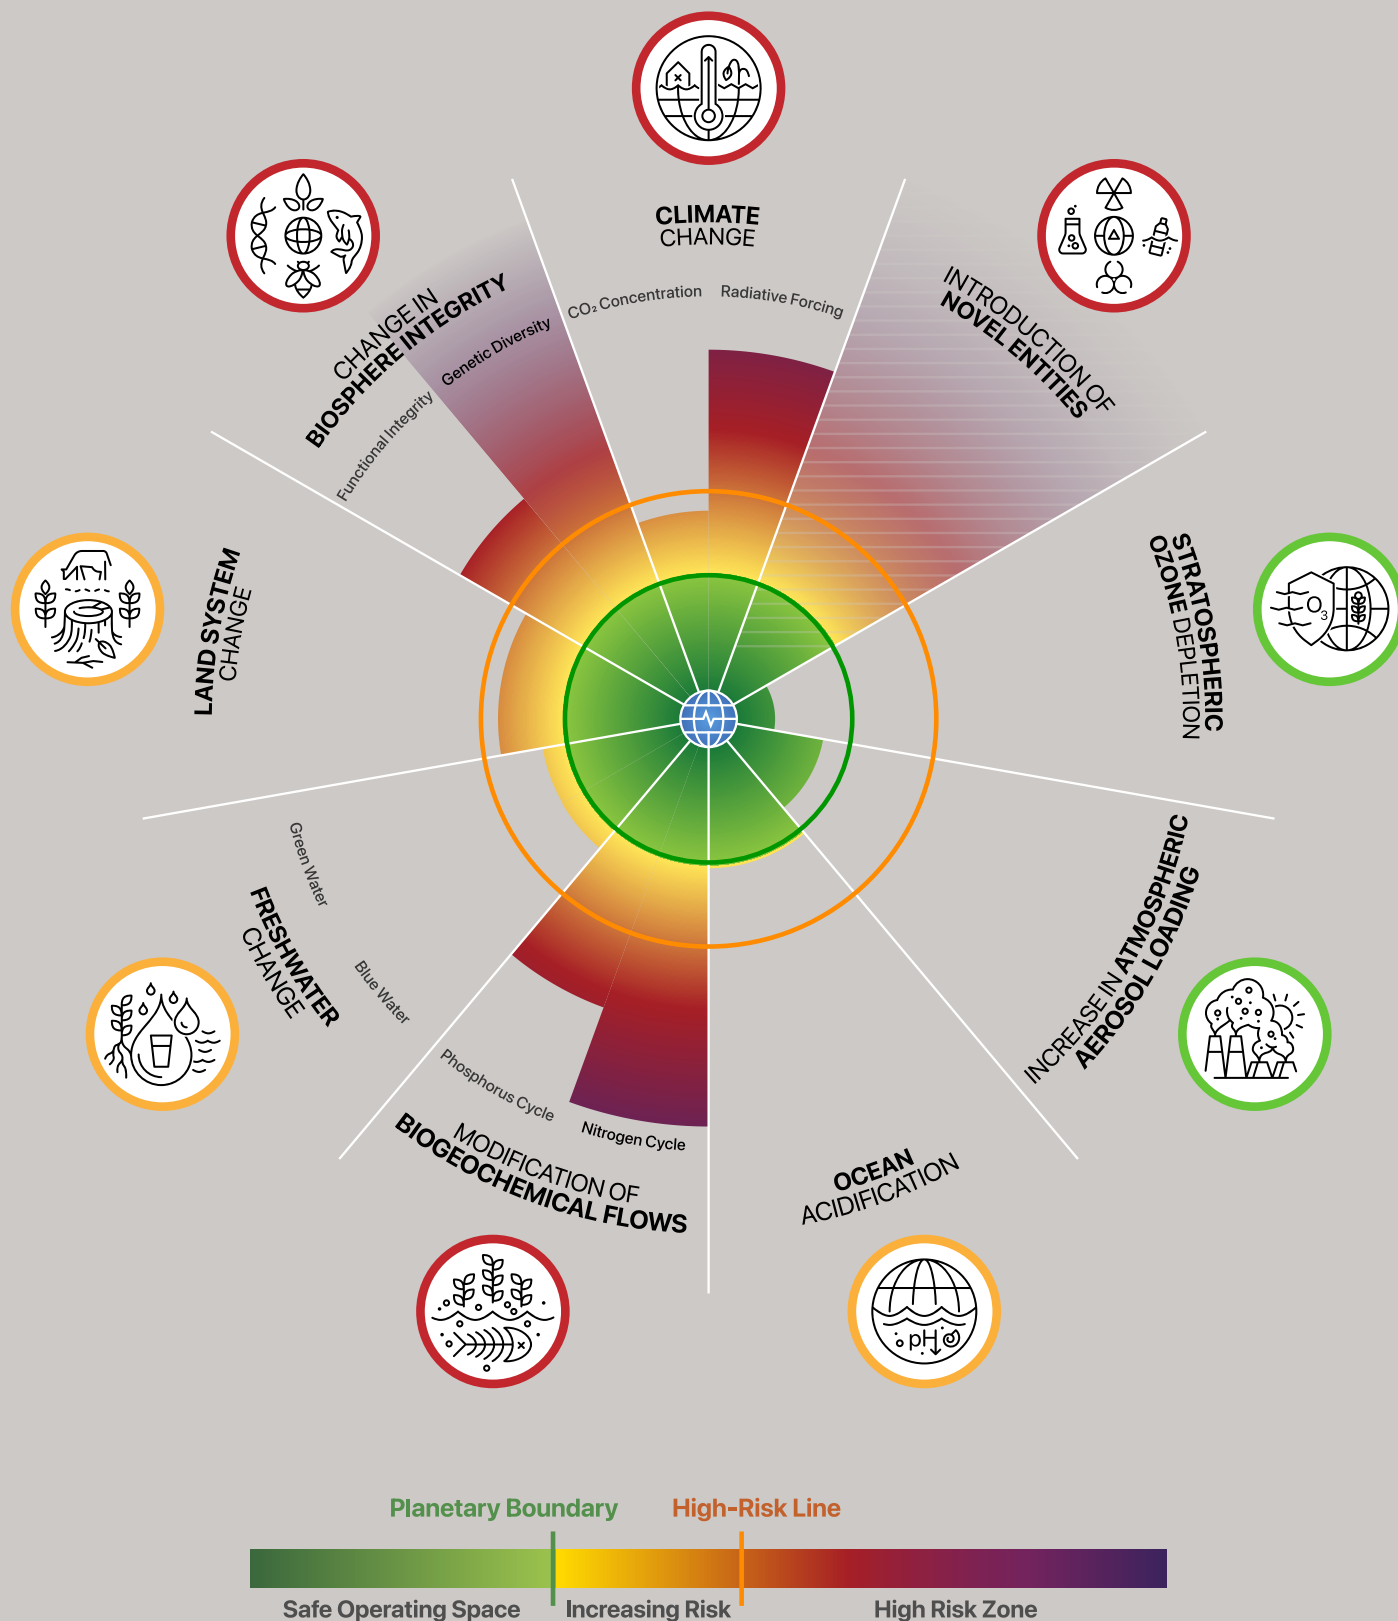 CLIMATE
CHANGE
CO₂ Concentration
Radiative Forcing
INTRODUCTION OF
NOVEL ENTITIES
STRATOSPHERIC
OZONE DEPLETION
O₃
INCREASE IN ATMOSPHERIC
AEROSOL LOADING
OCEAN
ACIDIFICATION
pH
Nitrogen Cycle
Phosphorus Cycle
MODIFICATION OF
BIOGEOCHEMICAL FLOWS
Blue Water
Green Water
FRESHWATER
CHANGE
LAND SYSTEM
CHANGE
CHANGE IN
BIOSPHERE INTEGRITY
Functional Integrity
Genetic Diversity
Planetary Boundary
High-Risk Line
Safe Operating Space
Increasing Risk
High Risk Zone